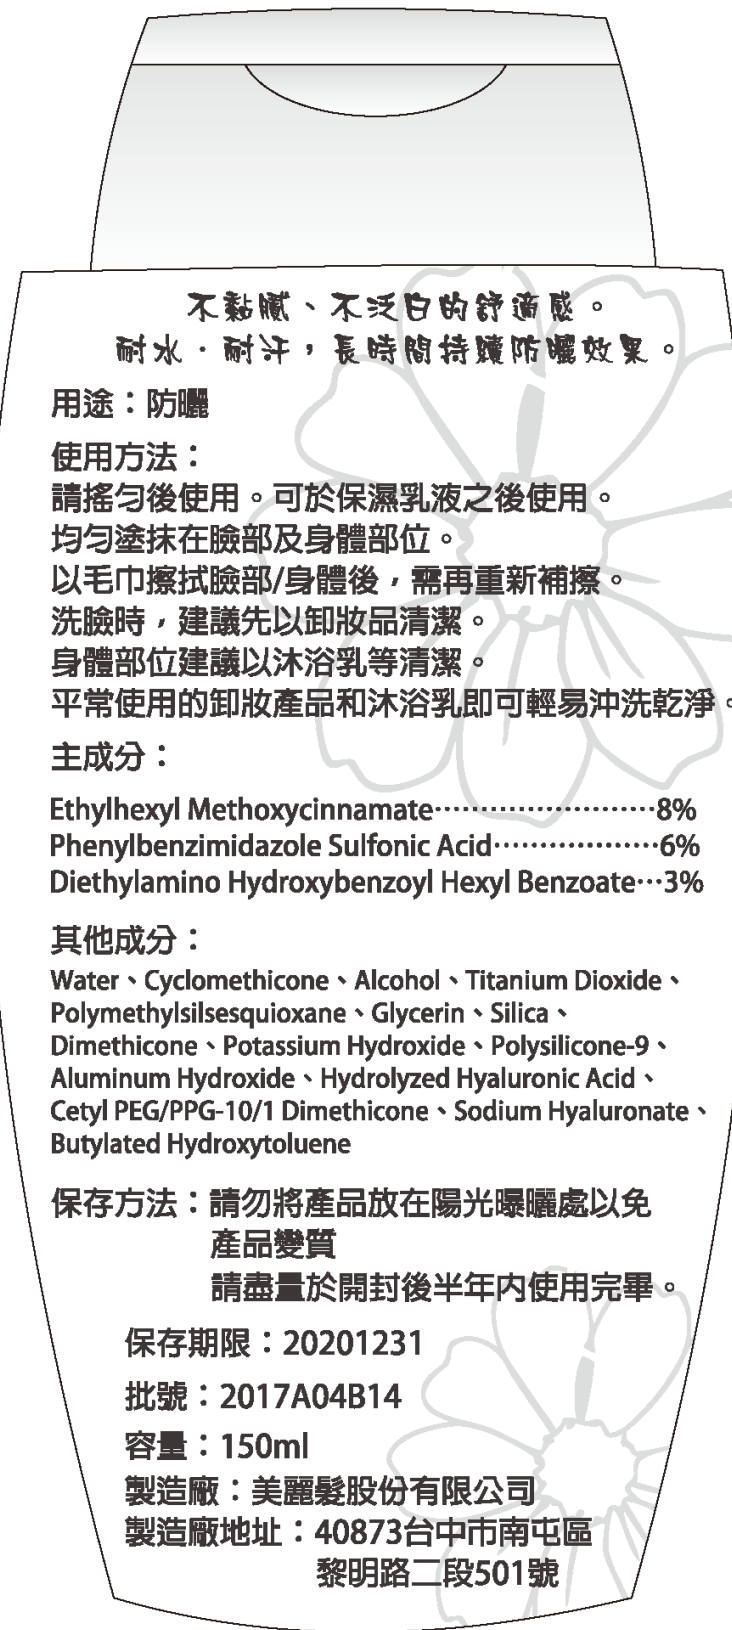 不黏膩、不泛白的舒適感。
耐水・耐汗，長時間持續防曬效果。
用途：防曬
使用方法：
請搖勻後使用。可於保濕乳液之後使用。
均勻塗抹在臉部及身體部位。
以毛巾擦拭臉部/身體後，需再重新補擦。
洗臉時，建議先以卸妝品清潔。
身體部位建議以沐浴乳等清潔。
平常使用的卸妝產品和沐浴乳即可輕易沖洗乾淨。
主成分：
Ethylhexyl Methoxycinnamate························8%
Phenylbenzimidazole Sulfonic Acid··················6%
Diethylamino Hydroxybenzoyl Hexyl Benzoate···3%
其他成分：
Water、Cyclomethicone、Alcohol、Titanium Dioxide、
Polymethylsilsesquioxane、Glycerin、Silica、
Dimethicone、Potassium Hydroxide、Polysilicone-9、
Aluminum Hydroxide、Hydrolyzed Hyaluronic Acid、
Cetyl PEG/PPG-10/1 Dimethicone、Sodium Hyaluronate、
Butylated Hydroxytoluene
保存方法：請勿將產品放在陽光曝曬處以免
產品變質
請盡量於開封後半年內使用完畢。
保存期限：20201231
批號：2017A04B14
容量：150ml
製造廠：美麗髮股份有限公司
製造廠地址：40873台中市南屯區
黎明路二段501號